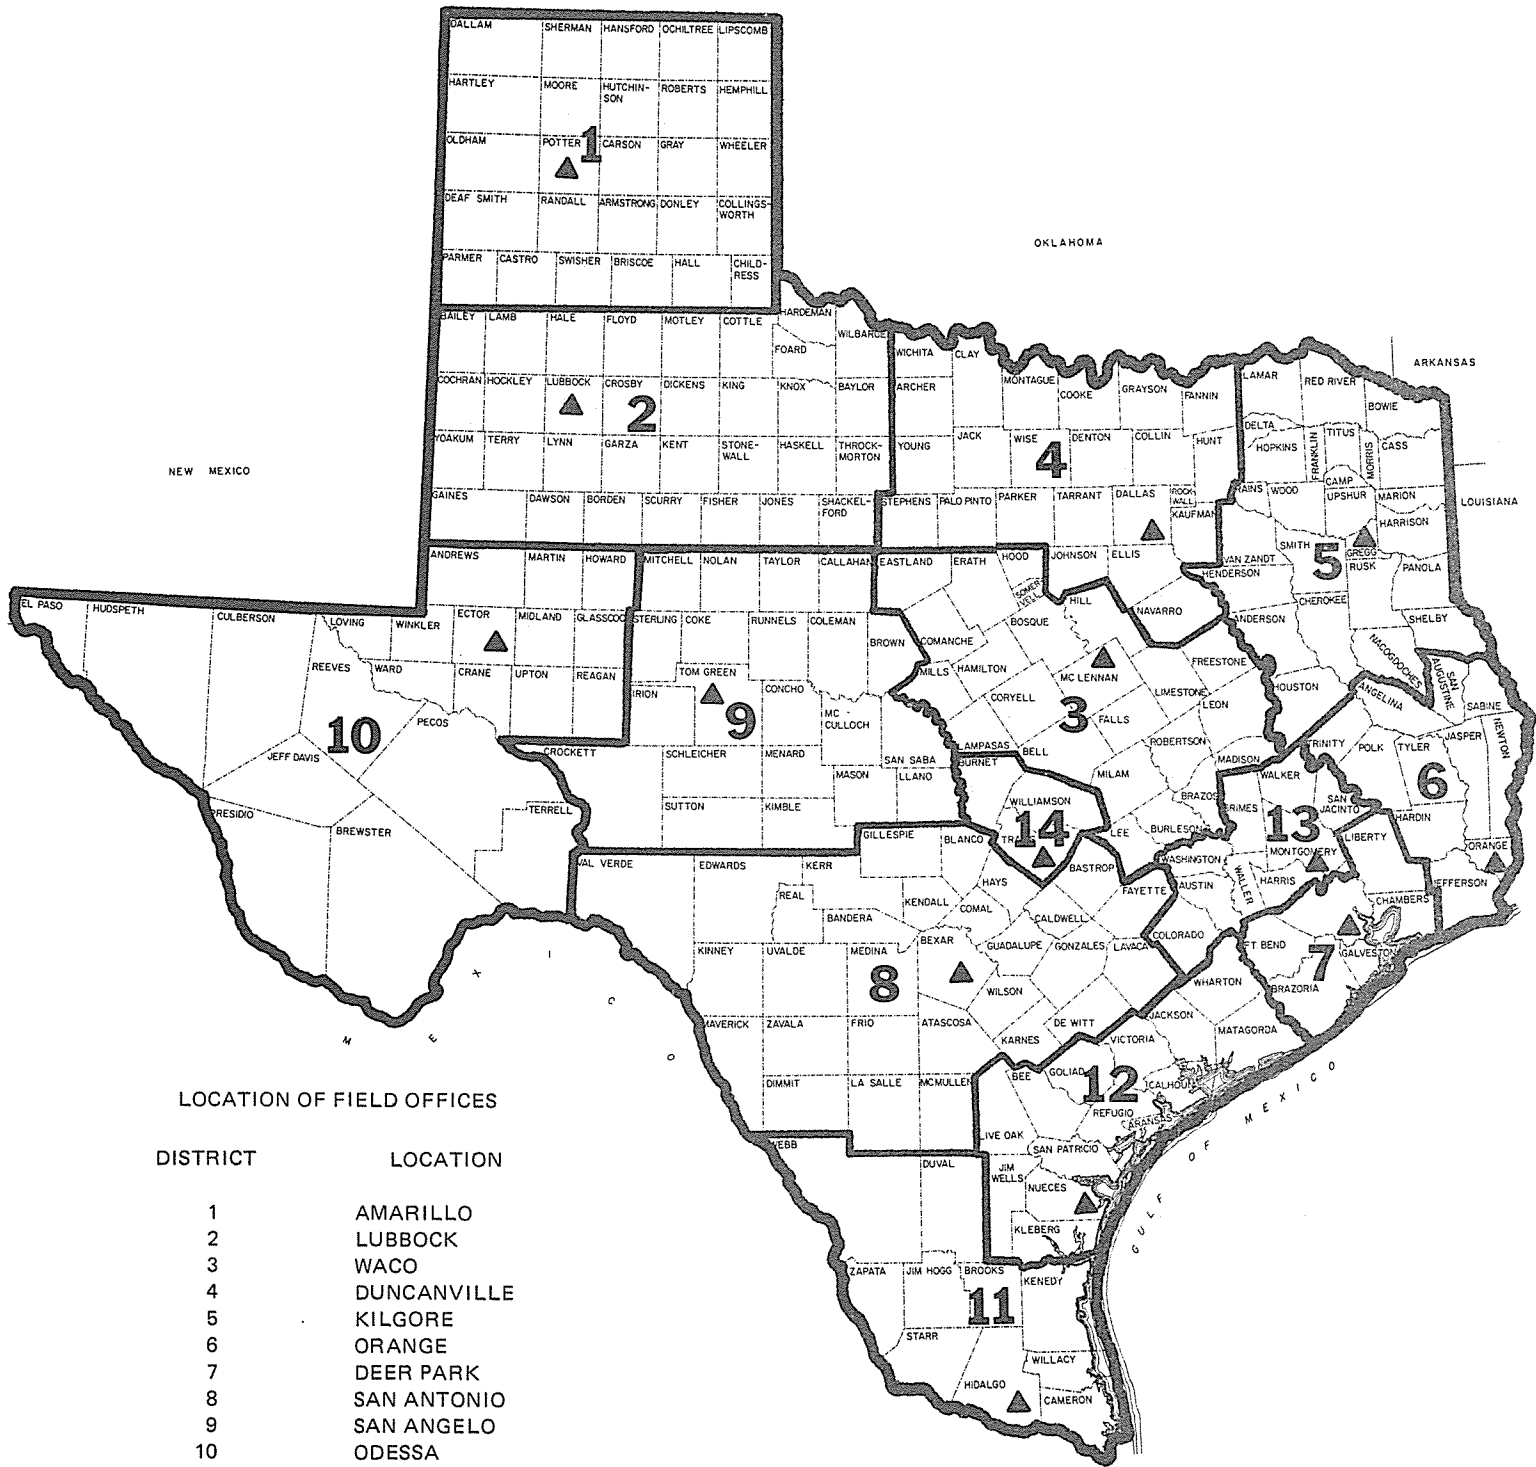 DALLAM SHERMAN HANSFORD OCHILTREE LIPSCOMB
HARTLEY MOORE HUTCHIN-SON ROBERTS HEMPHILL
OLDHAM POTTER 1 CARSON GRAY WHEELER
DEAF SMITH RANDALL ARMSTRONG DONLEY COLLINGS-WORTH
PARMER CASTRO SWISHER BRISCOE HALL CHILD-RESS
OKLAHOMA
BAILEY LAMB HALE FLOYD MOTLEY COTTLE HARDEMAN
FOARD WILBARGE
WICHITA CLAY
ARKANSAS
COCHRAN HOCKLEY LUBBOCK CROSBY DICKENS KING KNOX BAYLOR ARCHER MONTAGUE COOKE GRAYSON FANNIN LAMAR RED RIVER BOWIE
2
YOAKUM TERRY LYNN GARZA KENT STONE-WALL HASKELL THROCK-MORTON YOUNG JACK WISE DENTON COLLIN HUNT DELTA HOPKINS FRANKLIN TITUS MORRIS CASS
4
NEW MEXICO
GAINES DAWSON BORDEN SCURRY FISHER JONES SHACKEL-FORD STEPHENS PALO PINTO PARKER TARRANT DALLAS ROCK WALL KAUFMAN RAINS WOOD CAMP UPSHUR MARION
LOUISIANA
HARRISON
ANDREWS MARTIN HOWARD MITCHELL NOLAN TAYLOR CALLAHAN EASTLAND ERATH HOOD JOHNSON ELLIS VAN ZANDT SMITH 5 GREGG RUSK PANOLA
HENDERSON
EL PASO HUDSPETH CULBERSON LOVING WINKLER ECTOR MIDLAND GLASSCOC STERLING COKE RUNNELS COLEMAN BROWN COMANCHE SOMER VELL BOSQUE HILL NAVARRO ANDERSON CHEROKEE SHELBY
NACOGDOCHES SAN AUGUSTINE
REEVES WARD CRANE UPTON REAGAN IRION TOM GREEN CONCHO MILLS HAMILTON MC LENNAN FREESTONE
CORYELL LIMESTONE LEON HOUSTON ANGELINA SABINE
10 PECOS 9 MC CULLOCH 3 FALLS
JEFF DAVIS CROCKETT SCHLEICHER MENARD SAN SABA LAMPASAS BELL ROBERTSON MADISON TRINITY POLK TYLER JASPER NEWTON
BURNET MILAM WALKER 6
MASON LLANO
PRESIDIO BREWSTER TERRELL SUTTON KIMBLE WILLIAMSON BRAZOS GRIMES SAN JACINTO HARDIN
14 13
GILLESPIE BLANCO TRA LEE BURLESON LIBERTY ORANGE
VAL VERDE EDWARDS KERR HAYS BASTROP WASHINGTON MONTGOMERY JEFFERSON
REAL KENDALL COMAL FAYETTE AUSTIN WALLER HARRIS CHAMBERS
BANDERA BEXAR CALDWELL
KINNEY UVALDE MEDINA GUADALUPE GONZALES LAVACA COLORADO FT. BEND 7 GALVESTON
8 WILSON WHARTON BRAZORIA
MAVERICK ZAVALA FRIO ATASCOSA KARNES DE WITT JACKSON MATAGORDA
VICTORIA
MEXICO
DIMMIT LA SALLE MCMULLEN BEE GOLIAD 12 CALHOUN
REFUGIO ARANSAS
GULF OF MEXICO
WEBB DUVAL LIVE OAK SAN PATRICIO
JIM WELLS NUECES
KLEBERG
ZAPATA JIM HOGG BROOKS KENEDY
11
STARR WILLACY
HIDALGO CAMERON
LOCATION OF FIELD OFFICES
DISTRICT LOCATION
1 AMARILLO
2 LUBBOCK
3 WACO
4 DUNCANVILLE
5 KILGORE
6 ORANGE
7 DEER PARK
8 SAN ANTONIO
9 SAN ANGELO
10 ODESSA